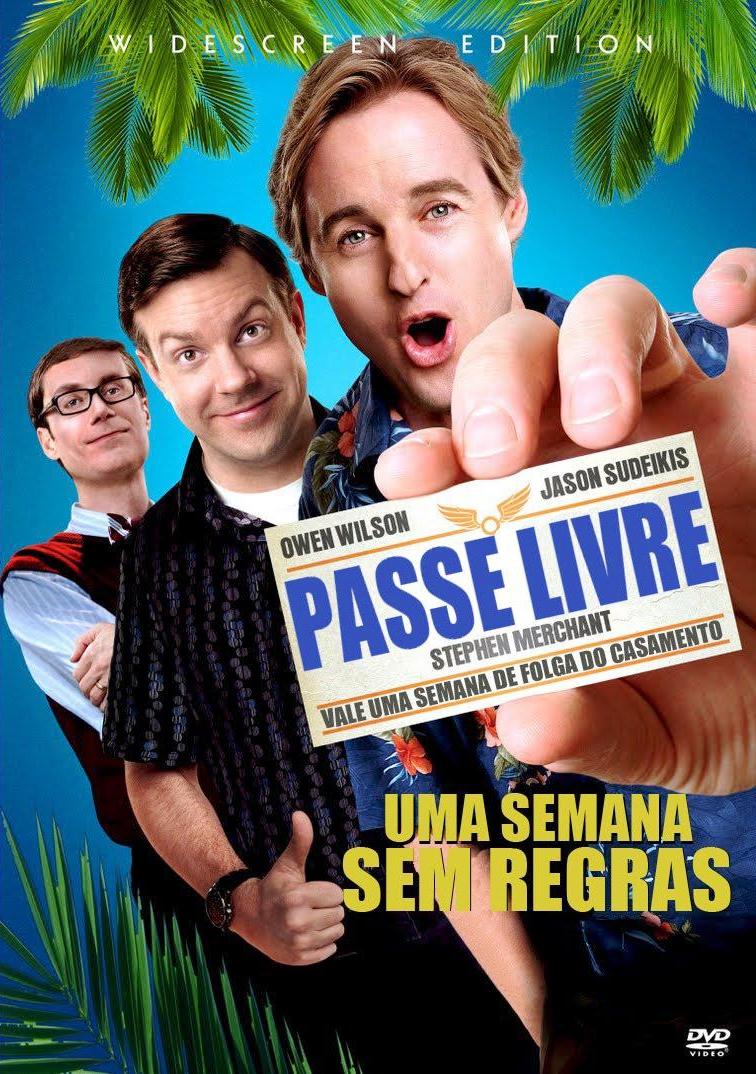 WIDESCREEN EDITION
OWEN WILSON
JASON SUDEIKIS
PASSE LIVRE
STEPHEN MERCHANT
VALE UMA SEMANA DE FOLGA DO CASAMENTO
UMA SEMANA
SEM REGRAS
DVD
VIDEO